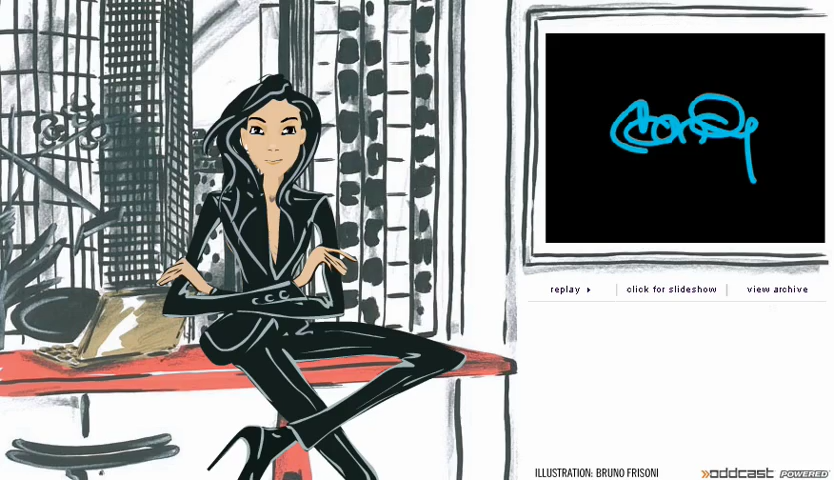 replay
click for slideshow
view archive
ILLUSTRATION: BRUNO FRISONI
oddcast POWERED